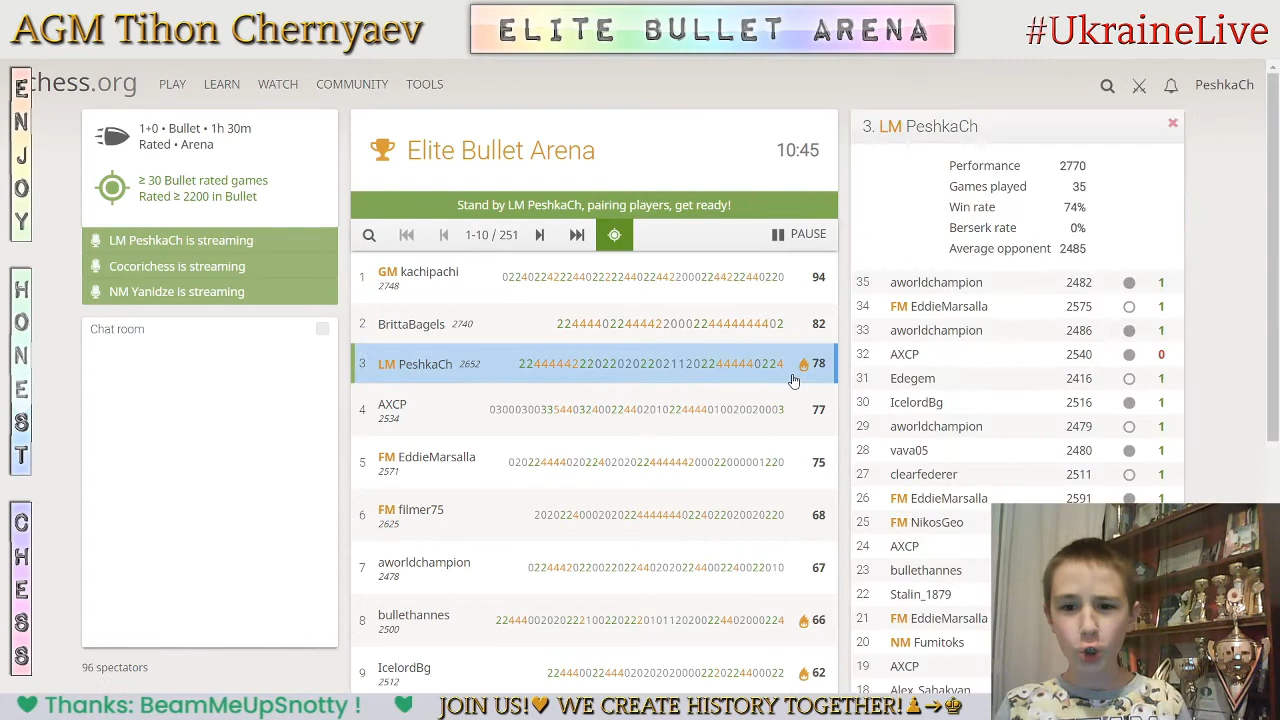 AGM Tihon Chernyaev
ELITE BULLET ARENA
#UkraineLive
ENJOY
HONEST
CHESS
chess.org
PLAY
LEARN
WATCH
COMMUNITY
TOOLS
PeshkaCh
1+0 • Bullet • 1h 30m
Rated • Arena
≥ 30 Bullet rated games
Rated ≥ 2200 in Bullet
LM PeshkaCh is streaming
Cocorichess is streaming
NM Yanidze is streaming
Chat room
96 spectators
Elite Bullet Arena
10:45
Stand by LM PeshkaCh, pairing players, get ready!
1-10 / 251
PAUSE
1 GM kachipachi 2748 94
2 BrittaBagels 2740 224444022444422000224444444402 82
3 LM PeshkaCh 2652 78
4 AXCP 2534 77
5 FM EddieMarsalla 2571 75
6 FM filmer75 2625 68
7 aworldchampion 2478 67
8 bullethannes 2500 66
9 IcelordBg 2512 62
3. LM PeshkaCh
Performance 2770
Games played 35
Win rate 74%
Berserk rate 0%
Average opponent 2485
35 aworldchampion 2482 1
34 FM EddieMarsalla 2575 1
33 aworldchampion 2486 1
32 AXCP 2540 0
31 Edegem 2416 1
30 IcelordBg 2516 1
29 aworldchampion 2479 1
28 vava05 2480 1
27 clearfederer 2511 1
26 FM EddieMarsalla 2591 1
25 FM NikosGeo
24 AXCP
23 bullethannes
22 Stalin_1879
21 FM EddieMarsalla
20 NM Fumitoks
19 AXCP
18 Alex_Sabakyan
Thanks: BeamMeUpSnotty !
JOIN US! WE CREATE HISTORY TOGETHER!